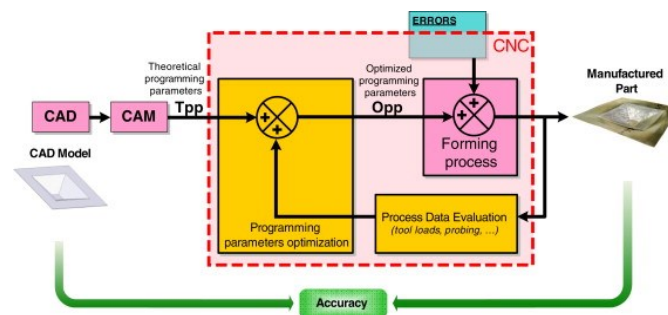 ERRORS
CNC
Theoretical
programming
parameters
Tpp
Optimized
programming
parameters
Opp
Manufactured
Part
CAD
CAM
CAD Model
+
+
+
+
Forming
process
Programming
parameters optimization
Process Data Evaluation
(tool loads, probing, ...)
Accuracy